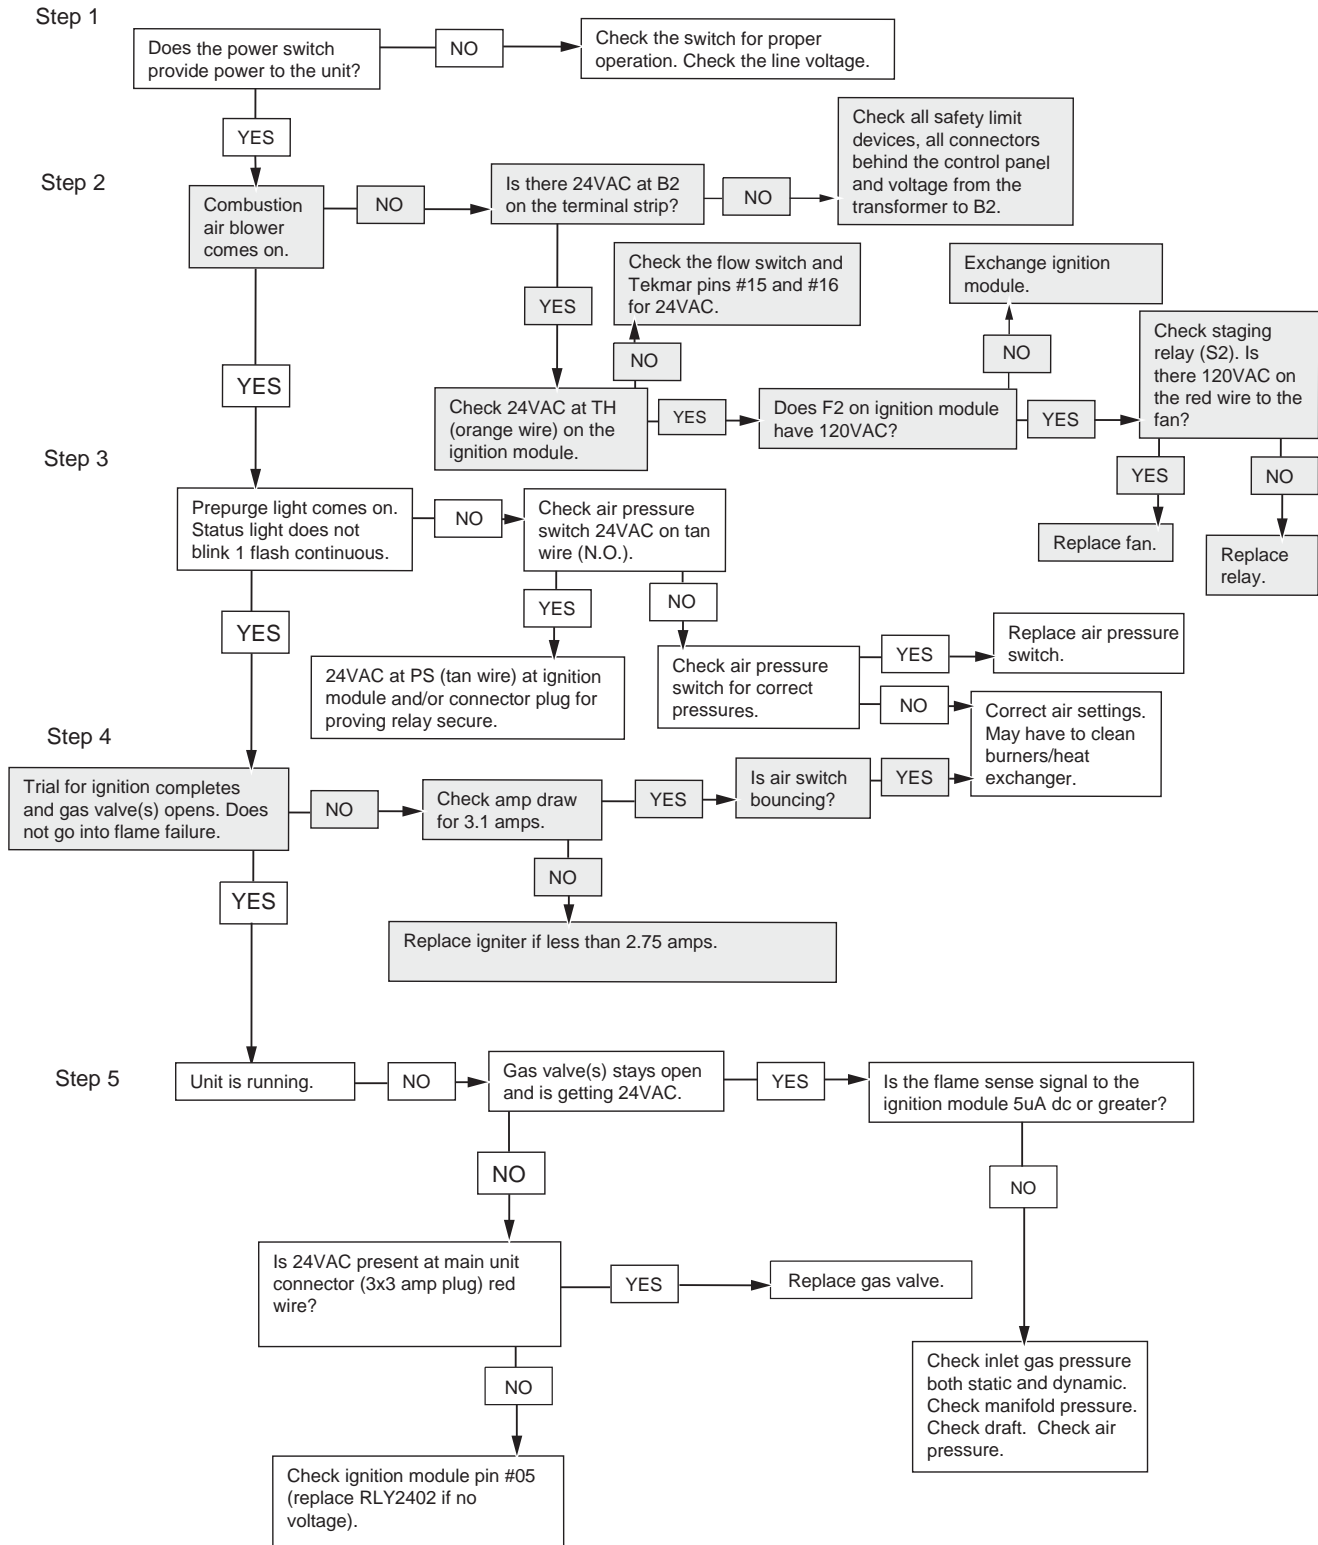 Step 1
Does the power switch
provide power to the unit?
NO
Check the switch for proper
operation. Check the line voltage.
YES
Step 2
Combustion
air blower
comes on.
NO
Is there 24VAC at B2
on the terminal strip?
NO
Check all safety limit
devices, all connectors
behind the control panel
and voltage from the
transformer to B2.
YES
Check the flow switch and
Tekmar pins #15 and #16
for 24VAC.
NO
Exchange ignition
module.
NO
Check 24VAC at TH
(orange wire) on the
ignition module.
YES
Does F2 on ignition module
have 120VAC?
YES
Check staging
relay (S2). Is
there 120VAC on
the red wire to the
fan?
YES
NO
Replace fan.
Replace
relay.
YES
Step 3
Prepurge light comes on.
Status light does not
blink 1 flash continuous.
NO
Check air pressure
switch 24VAC on tan
wire (N.O.).
YES
NO
24VAC at PS (tan wire) at ignition
module and/or connector plug for
proving relay secure.
Check air pressure
switch for correct
pressures.
YES
Replace air pressure
switch.
NO
Correct air settings.
May have to clean
burners/heat
exchanger.
YES
Step 4
Trial for ignition completes
and gas valve(s) opens. Does
not go into flame failure.
NO
Check amp draw
for 3.1 amps.
YES
Is air switch
bouncing?
YES
NO
Replace igniter if less than 2.75 amps.
YES
Step 5
Unit is running.
NO
Gas valve(s) stays open
and is getting 24VAC.
YES
Is the flame sense signal to the
ignition module 5uA dc or greater?
NO
NO
Is 24VAC present at main unit
connector (3x3 amp plug) red
wire?
YES
Replace gas valve.
NO
Check inlet gas pressure
both static and dynamic.
Check manifold pressure.
Check draft. Check air
pressure.
Check ignition module pin #05
(replace RLY2402 if no
voltage).